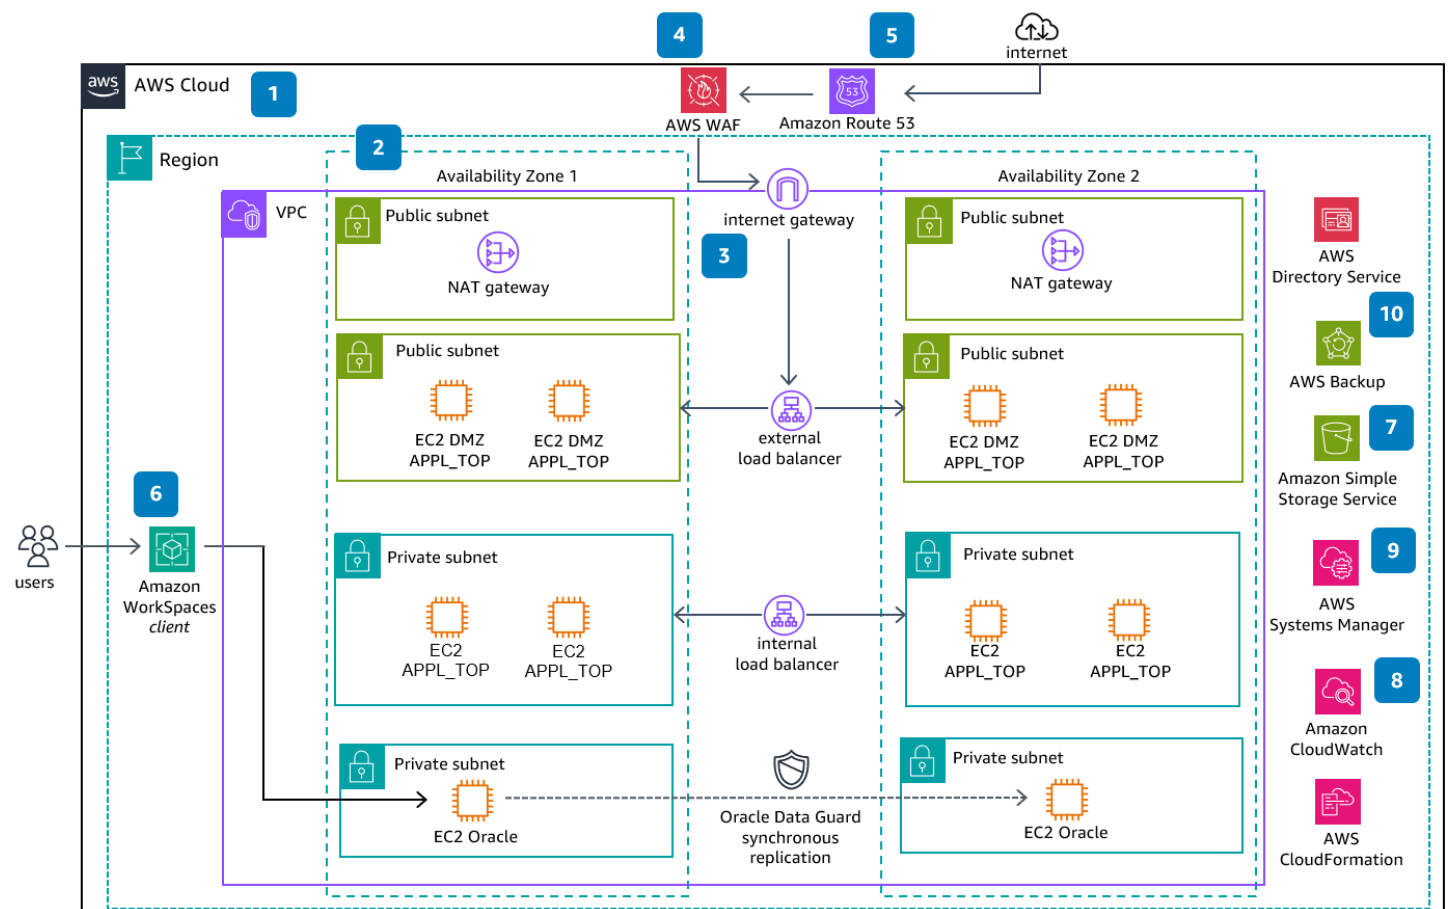 4
5
internet
aws
AWS Cloud
1
53
AWS WAF
Amazon Route 53
2
Region
Availability Zone 1
Availability Zone 2
VPC
Public subnet
internet gateway
Public subnet
3
NAT gateway
NAT gateway
AWS
Directory Service
10
AWS Backup
Public subnet
Public subnet
EC2 DMZ
APPL_TOP
EC2 DMZ
APPL_TOP
external
load balancer
EC2 DMZ
APPL_TOP
EC2 DMZ
APPL_TOP
7
Amazon Simple
Storage Service
6
users
Amazon
WorkSpaces
client
Private subnet
Private subnet
9
AWS
Systems Manager
EC2
APPL_TOP
EC2
APPL_TOP
internal
load balancer
EC2
APPL_TOP
EC2
APPL_TOP
8
Amazon
CloudWatch
Private subnet
Private subnet
EC2 Oracle
Oracle Data Guard
synchronous
replication
EC2 Oracle
AWS
CloudFormation